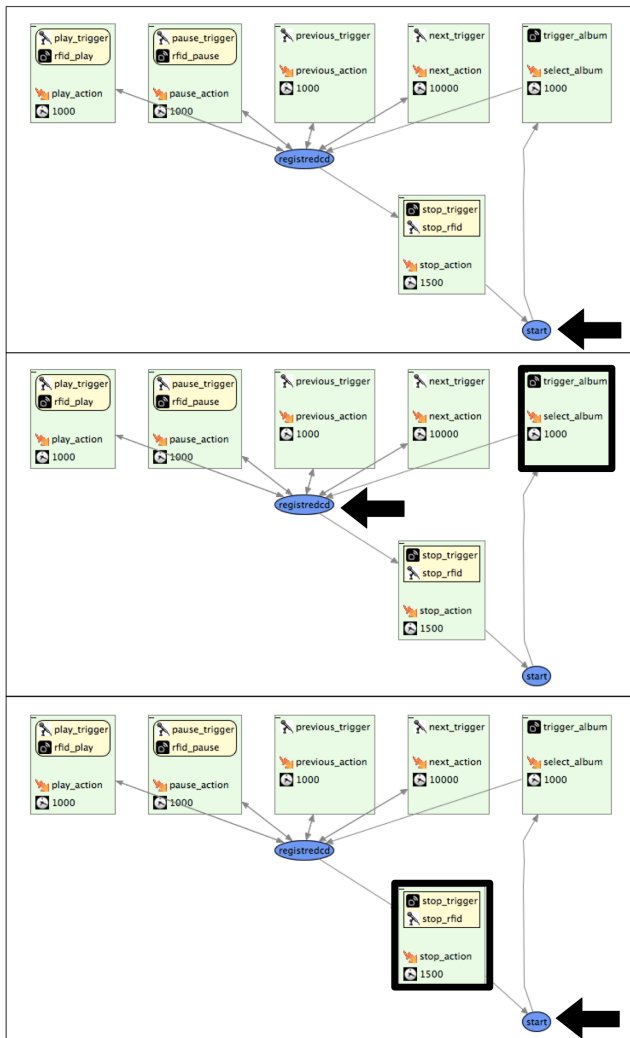 play_trigger
rfid_play
play_action
1000
pause_trigger
rfid_pause
pause_action
1000
previous_trigger
previous_action
1000
next_trigger
next_action
10000
trigger_album
select_album
1000
registredcd
stop_trigger
stop_rfid
stop_action
1500
start
play_trigger
rfid_play
play_action
1000
pause_trigger
rfid_pause
pause_action
1000
previous_trigger
previous_action
1000
next_trigger
next_action
10000
trigger_album
select_album
1000
registredcd
stop_trigger
stop_rfid
stop_action
1500
start
play_trigger
rfid_play
play_action
1000
pause_trigger
rfid_pause
pause_action
1000
previous_trigger
previous_action
1000
next_trigger
next_action
10000
trigger_album
select_album
1000
registredcd
stop_trigger
stop_rfid
stop_action
1500
start